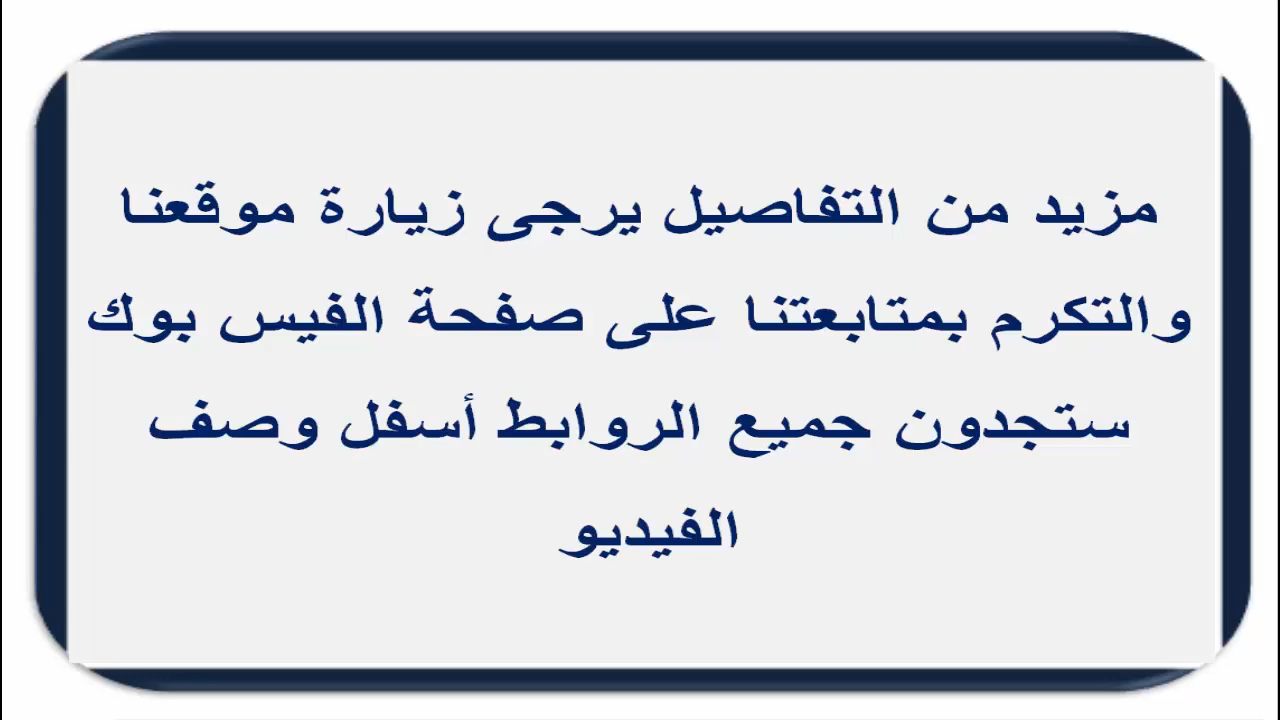 مزيد من التفاصيل يرجى زيارة موقعنا
والتكرم بمتابعتنا على صفحة الفيس بوك
ستجدون جميع الروابط أسفل وصف
الفيديو